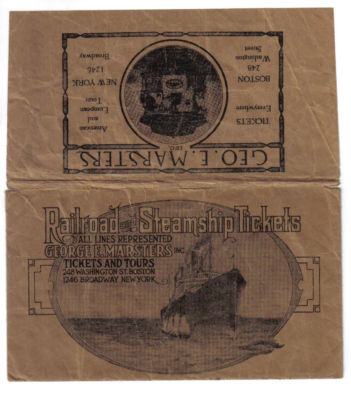 GEO. E. MARSTERS
INC.
TICKETS
Everywhere
BOSTON
248
Washington
Street
NEW YORK
1246
Broadway
American
and
European
Tours
Railroad and Steamship Tickets
ALL LINES REPRESENTED
GEORGE E. MARSTERS INC.
TICKETS AND TOURS
248 WASHINGTON ST. BOSTON
1246 BROADWAY NEW YORK